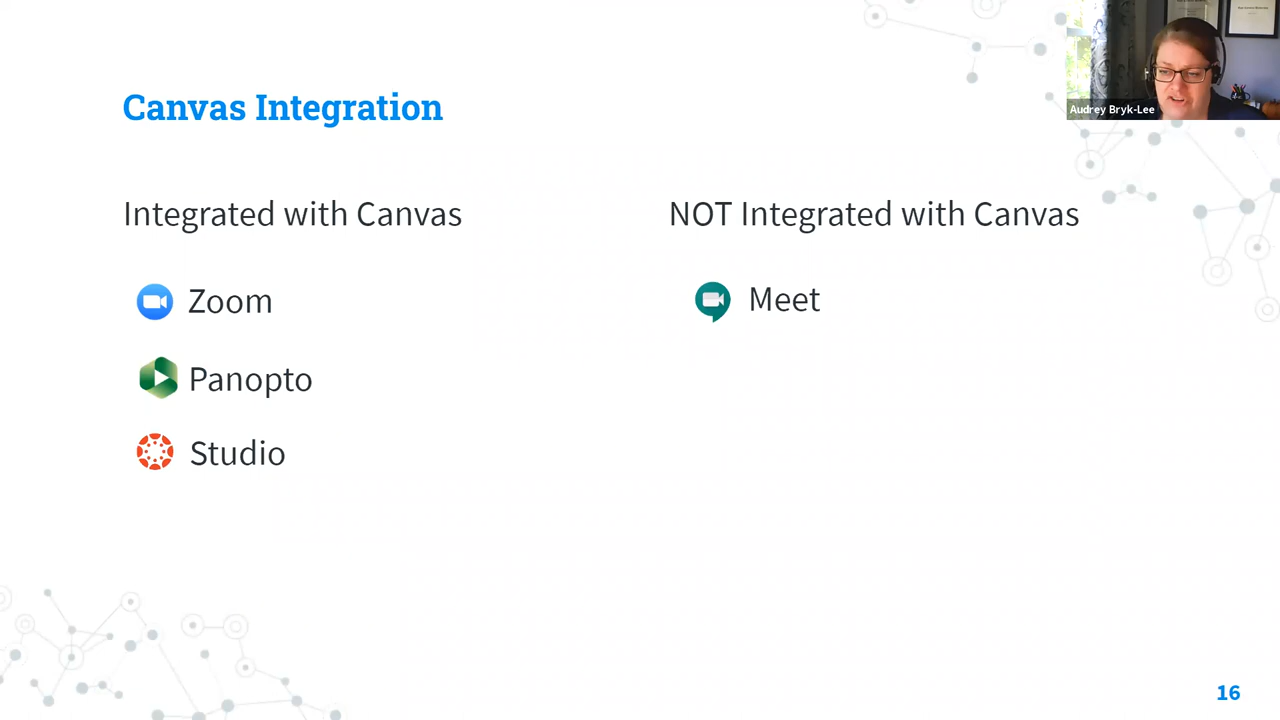 Canvas Integration
Audrey Bryk-Lee
Integrated with Canvas
Zoom
Panopto
Studio
NOT Integrated with Canvas
Meet
16